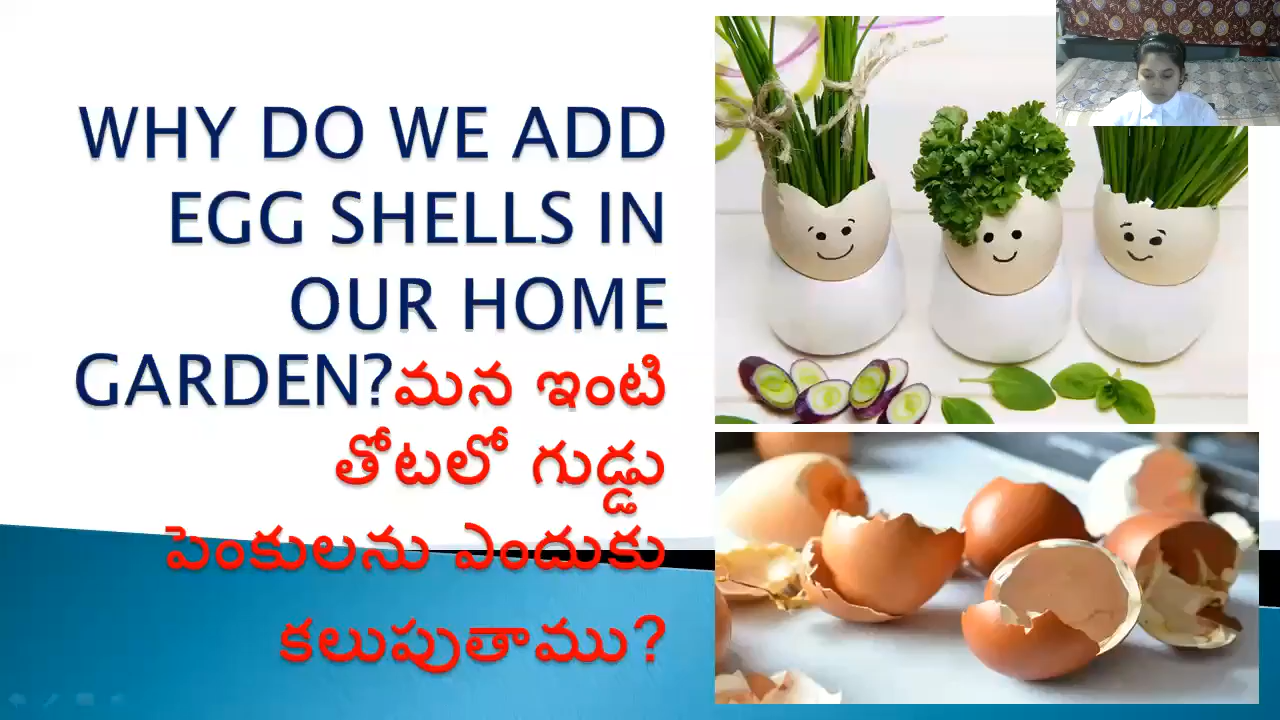 WHY DO WE ADD
EGG SHELLS IN
OUR HOME
GARDEN?మన ఇంటి
తోటలో గుడ్డు
పెంకులను ఎందుకు
కలుపుతాము?